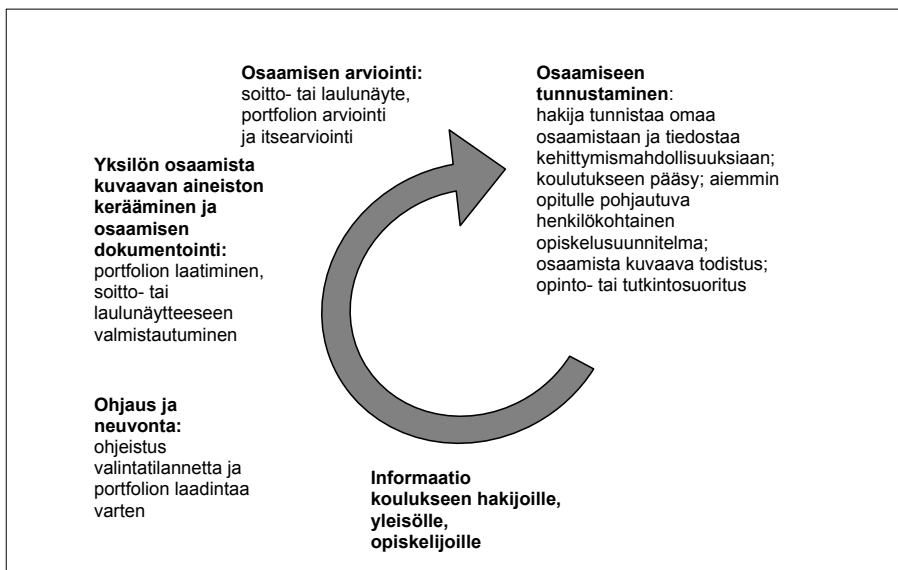 Osaamisen arviointi:
soitto- tai laulunäyte,
portfolion arviointi
ja itsearviointi
Osaamiseen
tunnustaminen:
hakija tunnistaa omaa
osaamistaan ja tiedostaa
kehittymismahdollisuuksiaan;
koulutukseen pääsy; aiemmin
opitulle pohjautuva
henkilökohtainen
opiskelusuunnitelma;
osaamista kuvaava todistus;
opinto- tai tutkintosuoritus
Yksilön osaamista
kuvaavan aineiston
kerääminen ja
osaamisen
dokumentointi:
portfolion laatiminen,
soitto- tai
laulunäytteeseen
valmistautuminen
Ohjaus ja
neuvonta:
ohjeistus
valintatilannetta ja
portfolion laadintaa
varten
Informaatio
koulukseen hakijoille,
yleisölle,
opiskelijoille